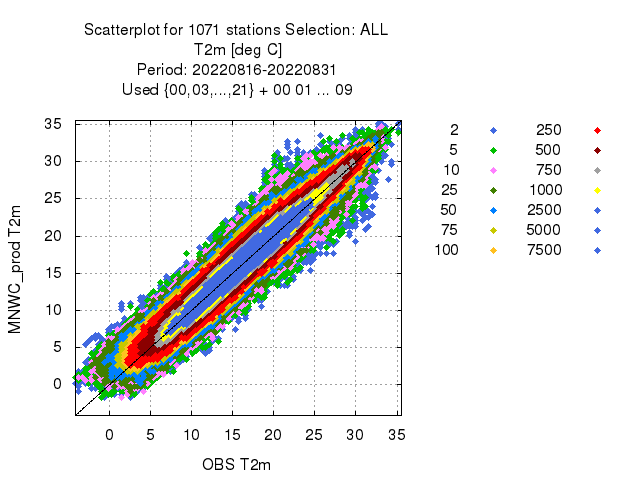 Scatterplot for 1071 stations Selection: ALL
T2m [deg C]
Period: 20220816-20220831
Used {00,03,...,21} + 00 01 ... 09
MNWC_prod T2m
35
30
25
20
15
10
5
0
0 5 10 15 20 25 30 35
OBS T2m
2 250
5 500
10 750
25 1000
50 2500
75 5000
100 7500